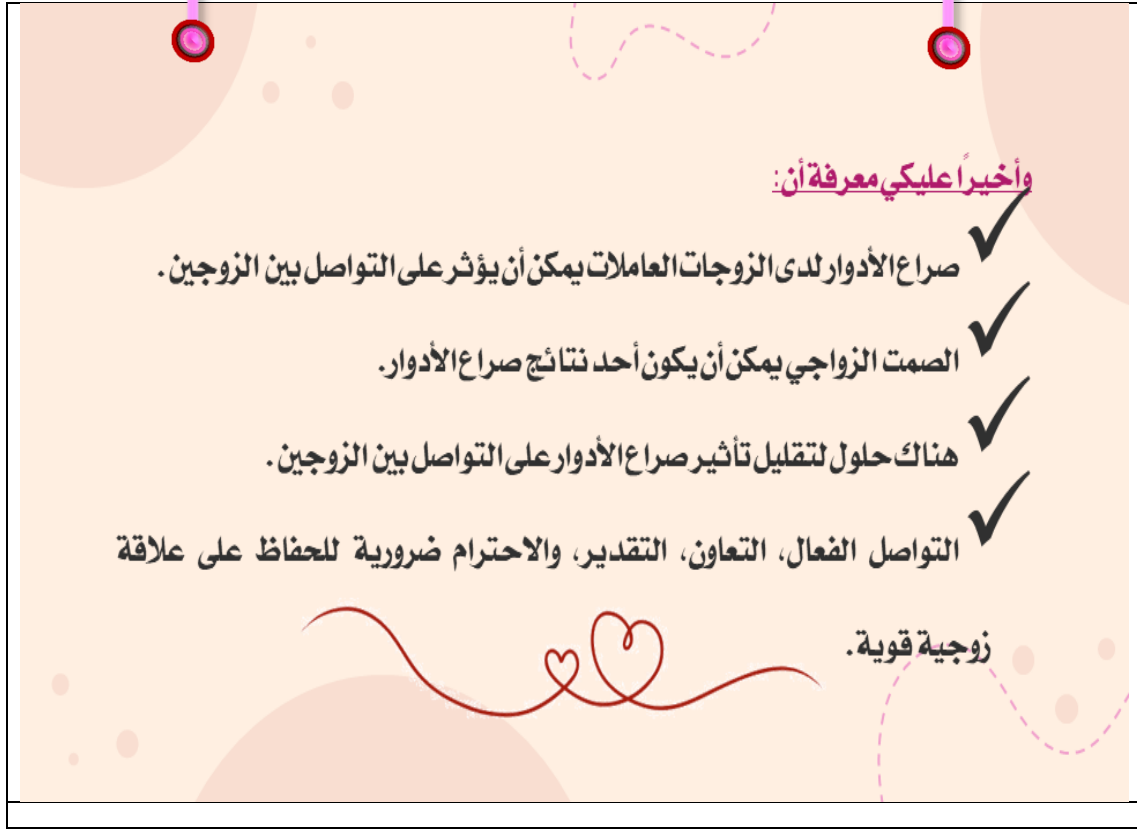 وأخيرًا عليكي معرفة أن:
صراع الأدوار لدى الزوجات العاملات يمكن أن يؤثر على التواصل بين الزوجين.
الصمت الزواجي يمكن أن يكون أحد نتائج صراع الأدوار.
هناك حلول لتقليل تأثير صراع الأدوار على التواصل بين الزوجين.
التواصل الفعال، التعاون، التقدير، والاحترام ضرورية للحفاظ على علاقة
زوجية قوية.